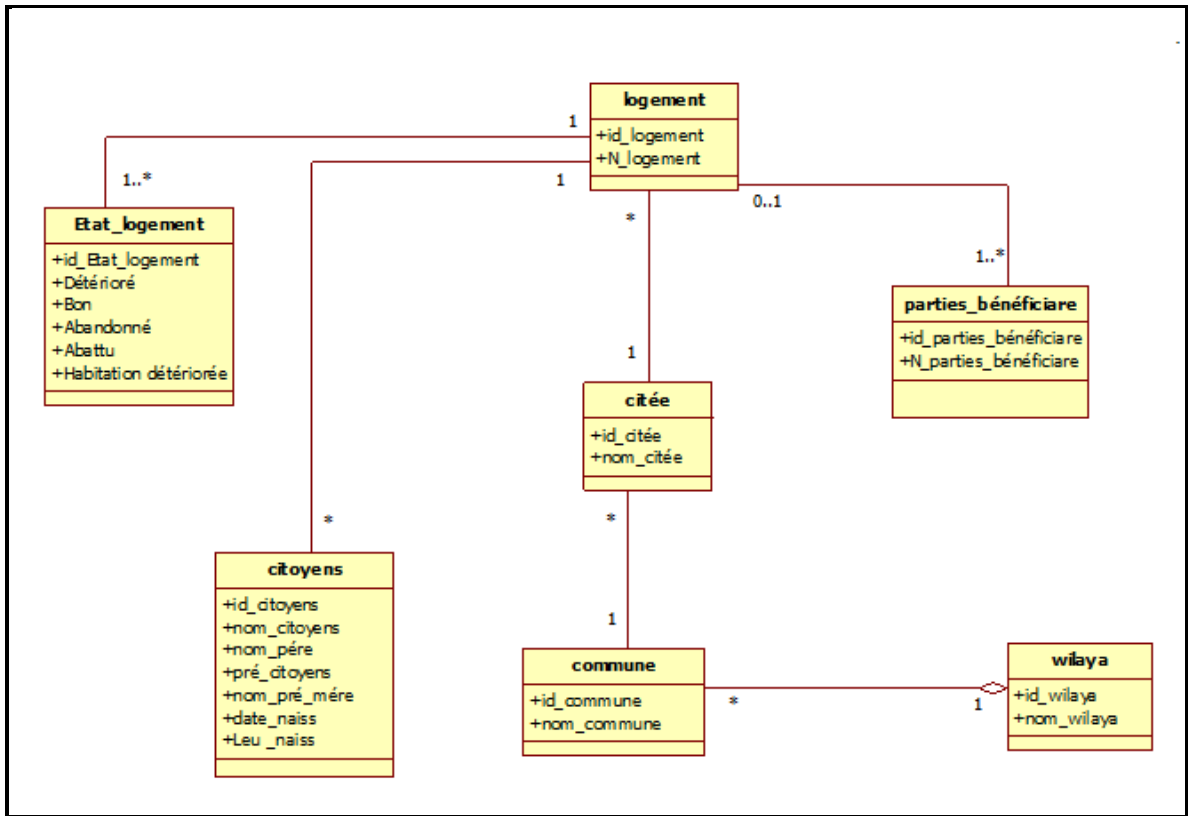 logement
+id_logement
+N_logement
1
1..*
1
0..1
*
1..*
Etat_logement
+id_Etat_logement
+Détérioré
+Bon
+Abandonné
+Abattu
+Habitation détériorée
parties_bénéficiare
+id_parties_bénéficiare
+N_parties_bénéficiare
1
citée
+id_citée
+nom_citée
*
*
citoyens
+id_citoyens
+nom_citoyens
+nom_pére
+pré_citoyens
+nom_pré_mére
+date_naiss
+Leu _naiss
1
commune
+id_commune
+nom_commune
*
1
wilaya
+id_wilaya
+nom_wilaya